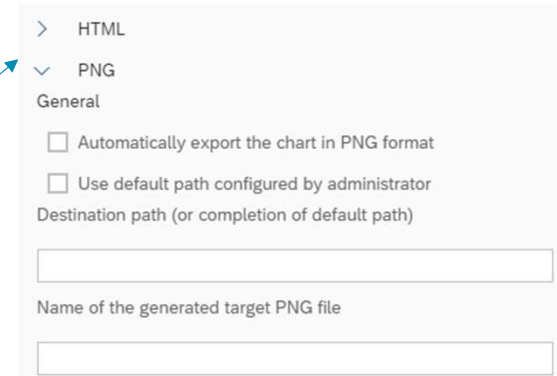 HTML
PNG
General
Automatically export the chart in PNG format
Use default path configured by administrator
Destination path (or completion of default path)
Name of the generated target PNG file